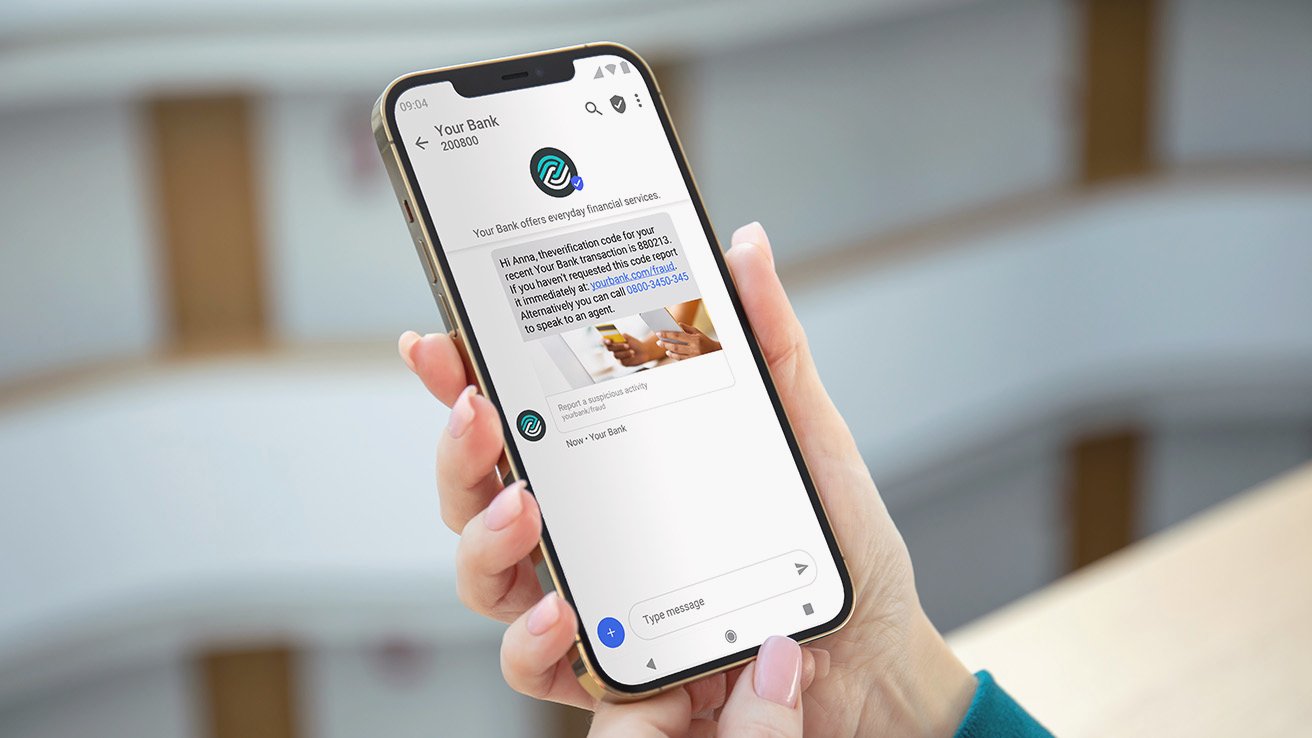 09:04
Your Bank
200800
Your Bank offers everyday financial services.
Hi Anna, theverification code for your
recent Your Bank transaction is 880213.
If you haven't requested this code report
it immediately at: yourbank.com/fraud.
Alternatively you can call 0800-3450-345
to speak to an agent.
Report a suspicious activity
yourbank/fraud
Now • Your Bank
Type message